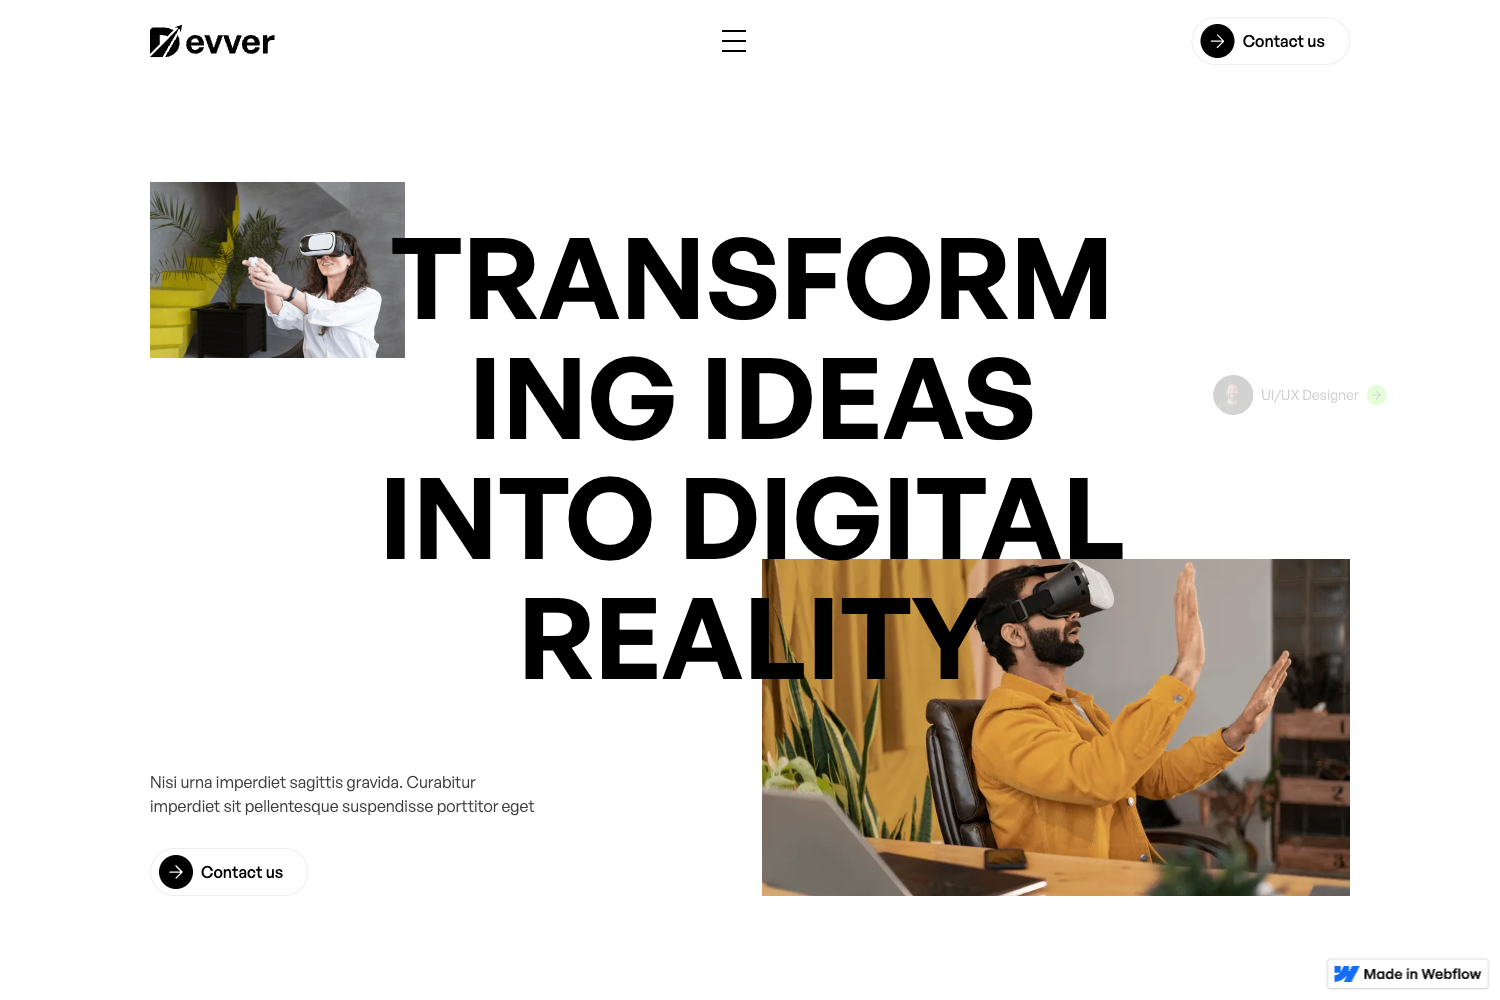 Devver
Contact us
TRANSFORM
ING IDEAS
INTO DIGITAL
REALITY
UI/UX Designer
Nisi urna imperdiet sagittis gravida. Curabitur
imperdiet sit pellentesque suspendisse porttitor eget
Contact us
Made in Webflow